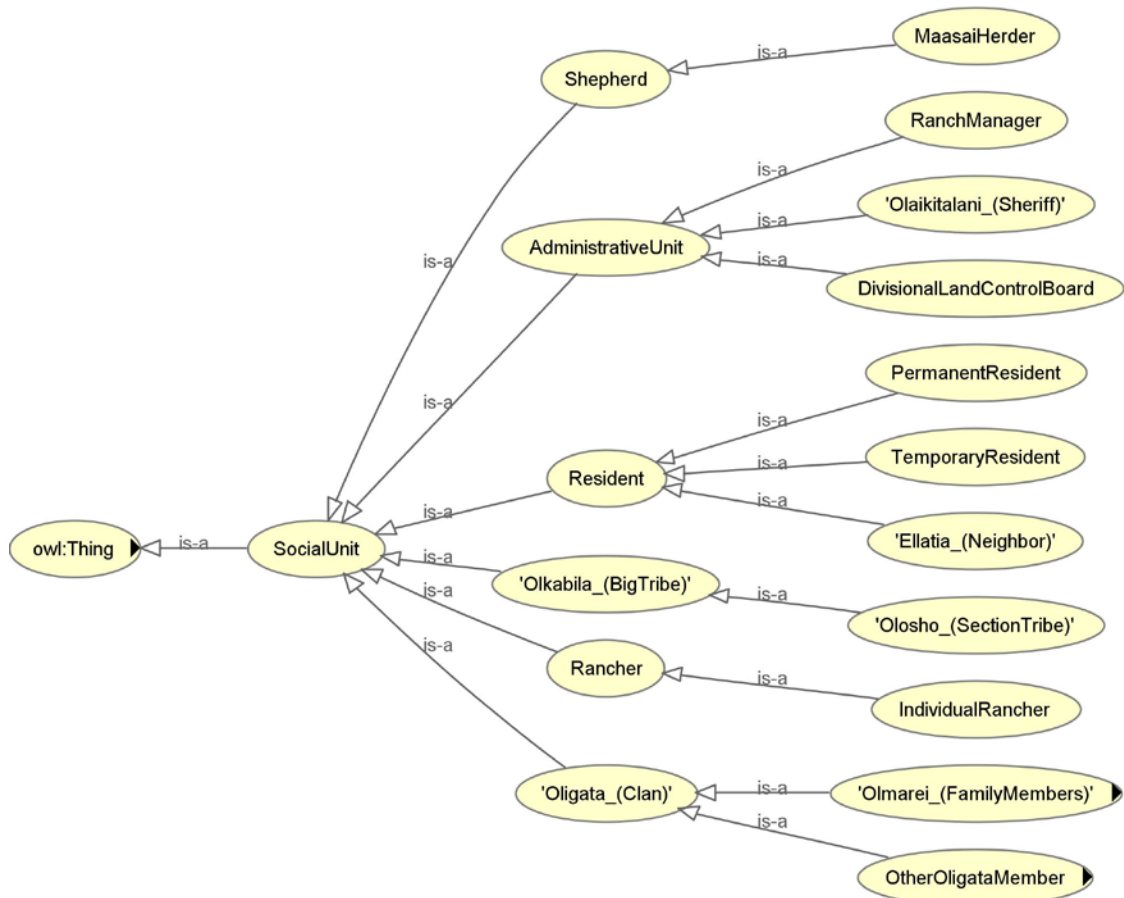 MaasaiHerder
is-a
Shepherd
RanchManager
is-a
'Olaikitalani_(Sheriff)'
is-a
is-a
AdministrativeUnit
is-a
DivisionalLandControlBoard
PermanentResident
is-a
is-a
TemporaryResident
is-a
Resident
is-a
is-a
'Ellatia_(Neighbor)'
owl:Thing
is-a
SocialUnit
is-a
'Olkabila_(BigTribe)'
is-a
is-a
'Olosho_(SectionTribe)'
is-a
Rancher
is-a
IndividualRancher
'Oligata_(Clan)'
is-a
'Olmarei_(FamilyMembers)'
is-a
OtherOligataMember